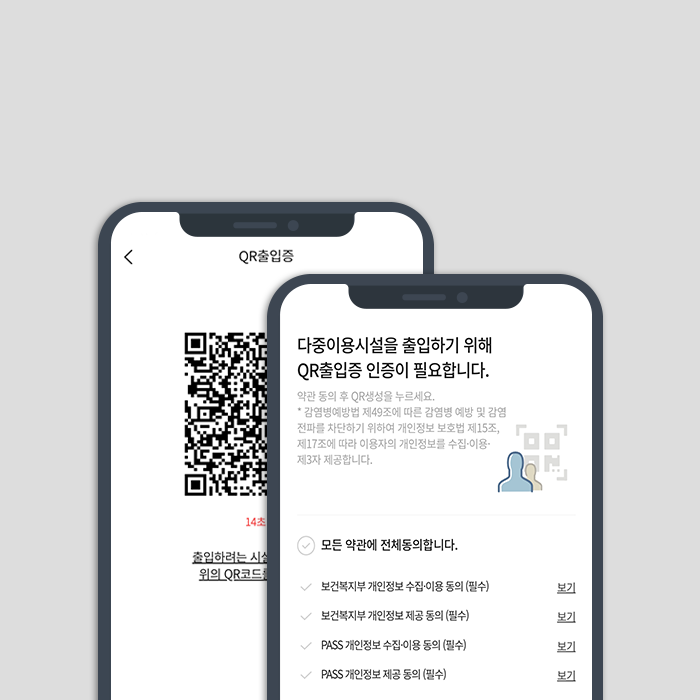 QR출입증
14초
출입하려는 시설
위의 QR코드를
다중이용시설을 출입하기 위해
QR출입증 인증이 필요합니다.
약관 동의 후 QR생성을 누르세요.
* 감염병예방법 제49조에 따른 감염병 예방 및 감염
전파를 차단하기 위하여 개인정보 보호법 제15조,
제17조에 따라 이용자의 개인정보를 수집·이용·
제3자 제공합니다.
모든 약관에 전체동의합니다.
보건복지부 개인정보 수집·이용 동의 (필수) 보기
보건복지부 개인정보 제공 동의 (필수) 보기
PASS 개인정보 수집·이용 동의 (필수) 보기
PASS 개인정보 제공 동의 (필수) 보기